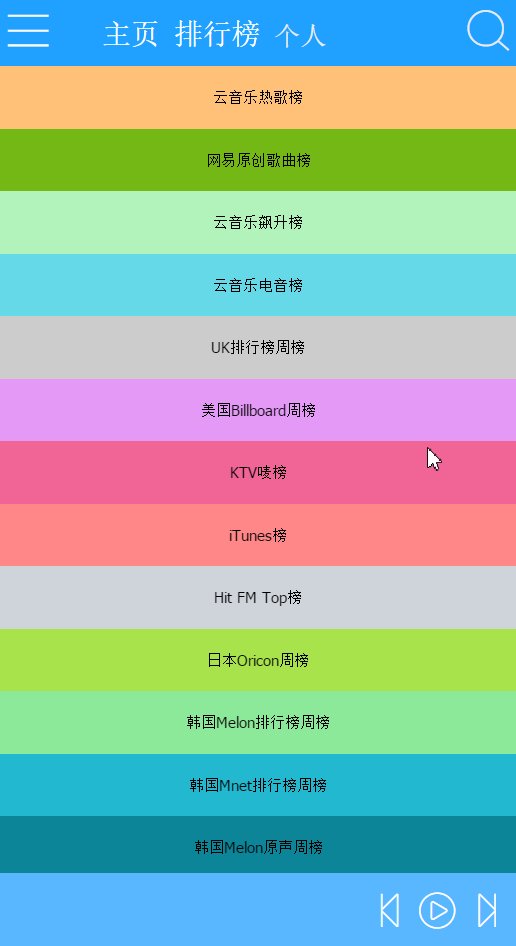 主页 排行榜 个人
云音乐热歌榜
网易原创歌曲榜
云音乐飙升榜
云音乐电音榜
UK排行榜周榜
美国Billboard周榜
KTV唛榜
iTunes榜
Hit FM Top榜
日本Oricon周榜
韩国Melon排行榜周榜
韩国Mnet排行榜周榜
韩国Melon原声周榜